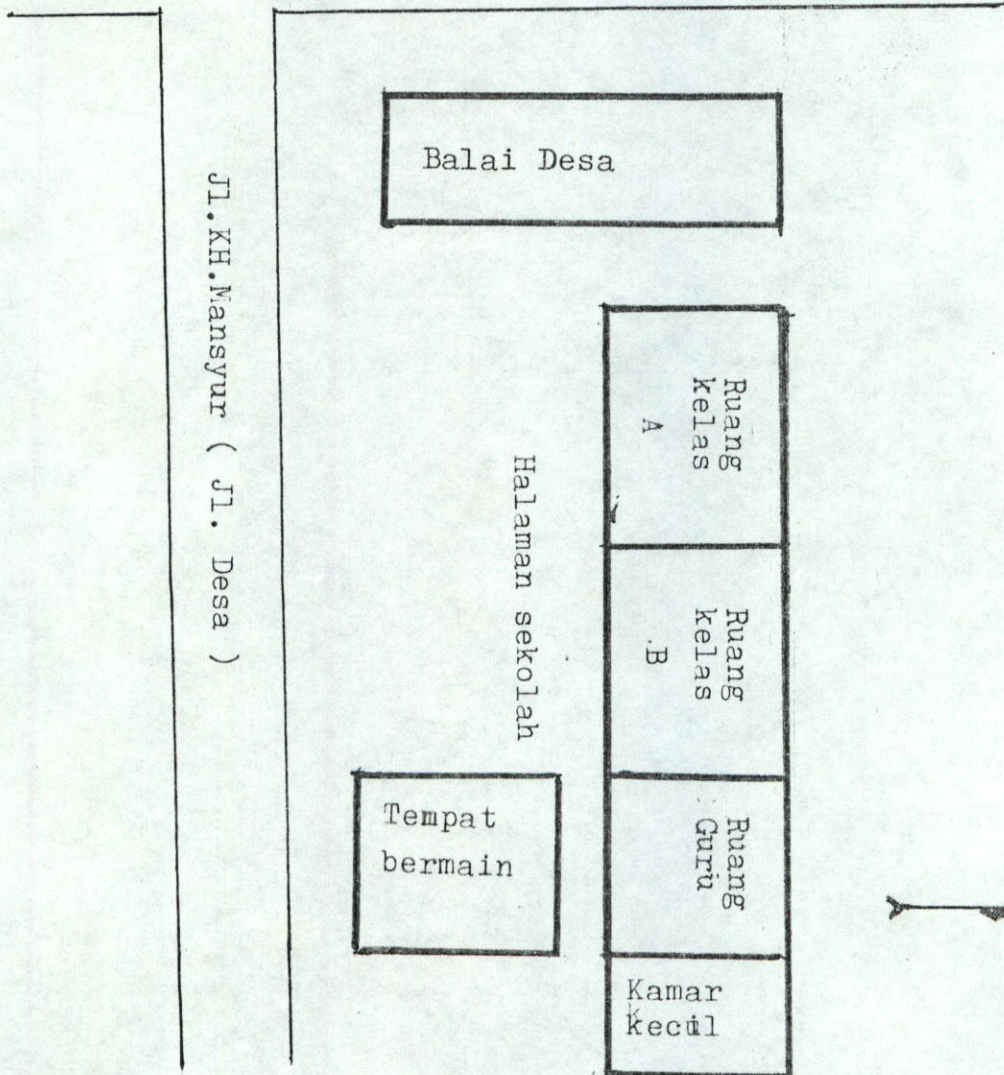 Balai Desa
Jl.KH.Mansyur ( Jl. Desa )
Ruang
kelas
A
Halaman sekolah
Ruang
kelas
B
Tempat
bermain
Ruang
Guru
Kamar
kecil